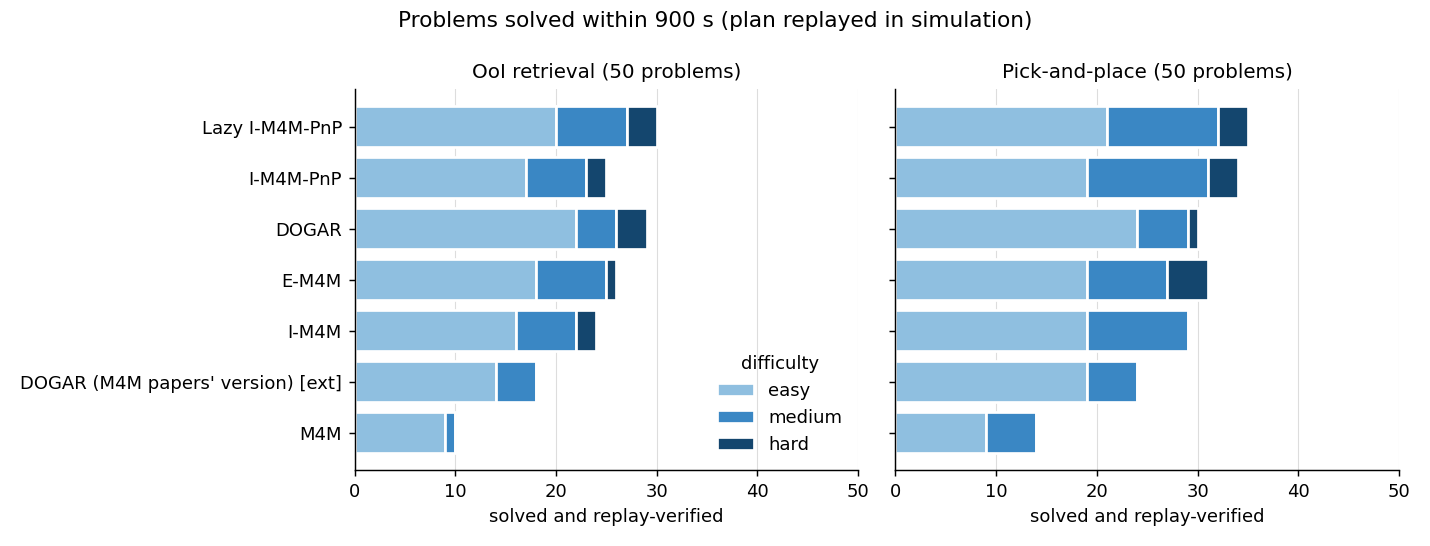 Problems solved within 900 s (plan replayed in simulation)
OoI retrieval (50 problems)
Pick-and-place (50 problems)
Lazy I-M4M-PnP
I-M4M-PnP
DOGAR
E-M4M
I-M4M
DOGAR (M4M papers' version) [ext]
M4M
difficulty
easy
medium
hard
0 10 20 30 40 50
0 10 20 30 40 50
solved and replay-verified
solved and replay-verified